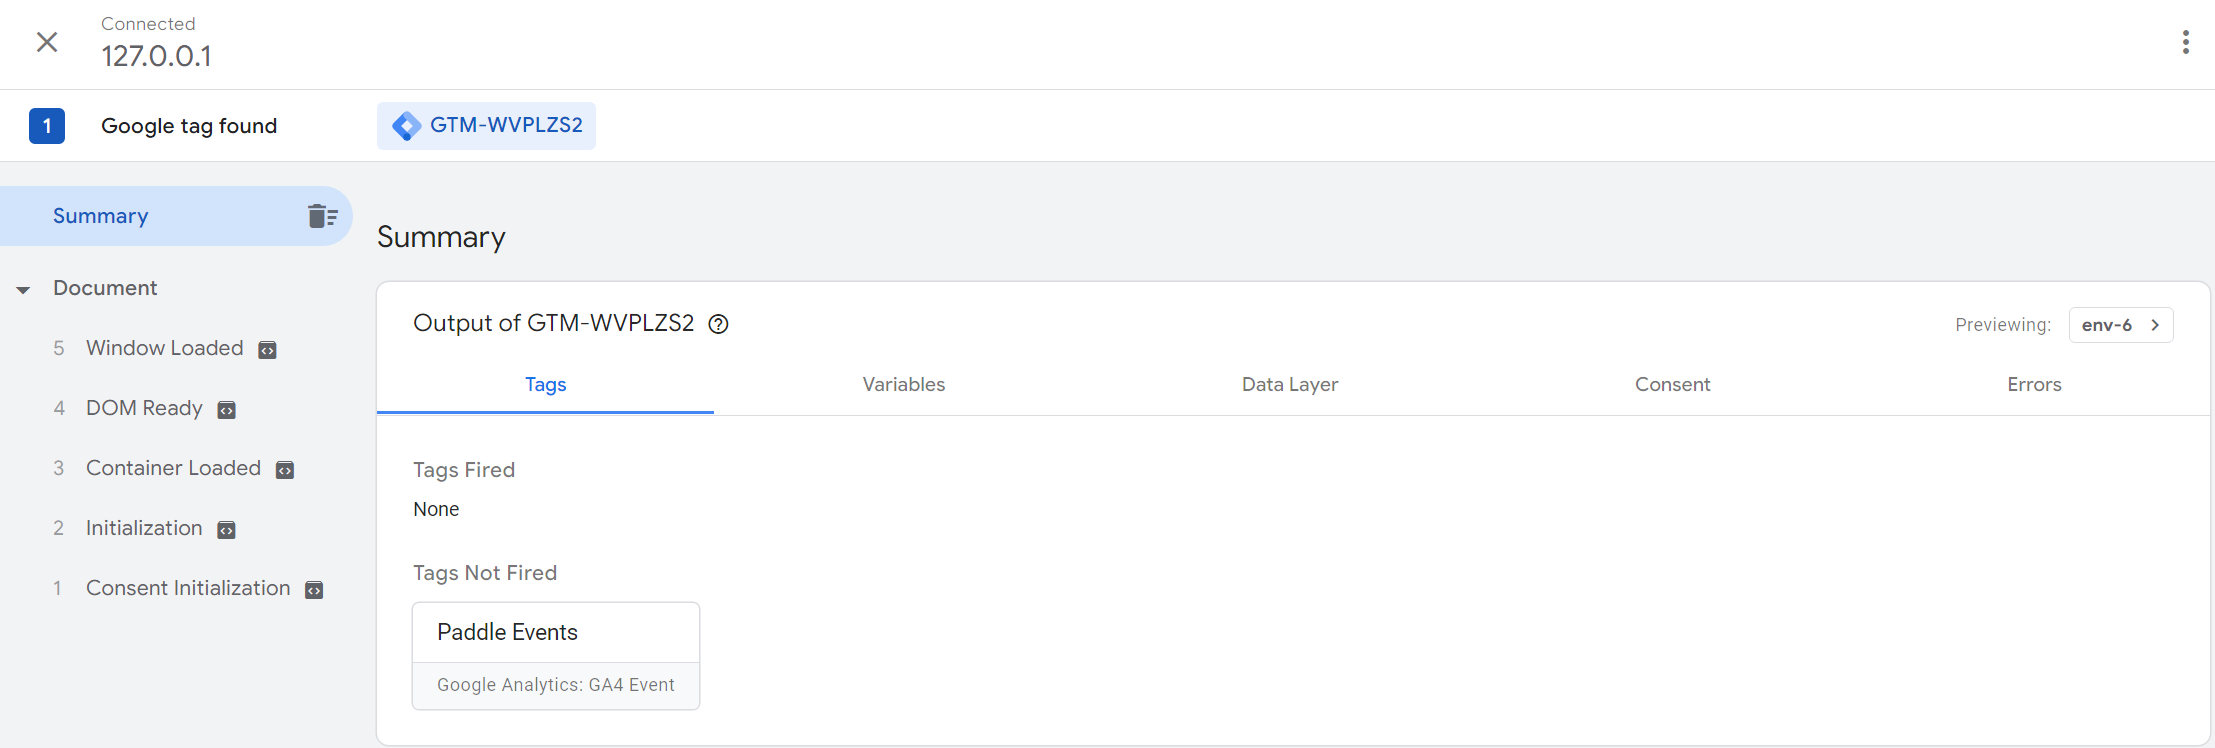 Connected
127.0.0.1
1 Google tag found GTM-WVPLZS2
Summary
Document
5 Window Loaded
4 DOM Ready
3 Container Loaded
2 Initialization
1 Consent Initialization
Summary
Output of GTM-WVPLZS2
Previewing: env-6
Tags Variables Data Layer Consent Errors
Tags Fired
None
Tags Not Fired
Paddle Events
Google Analytics: GA4 Event